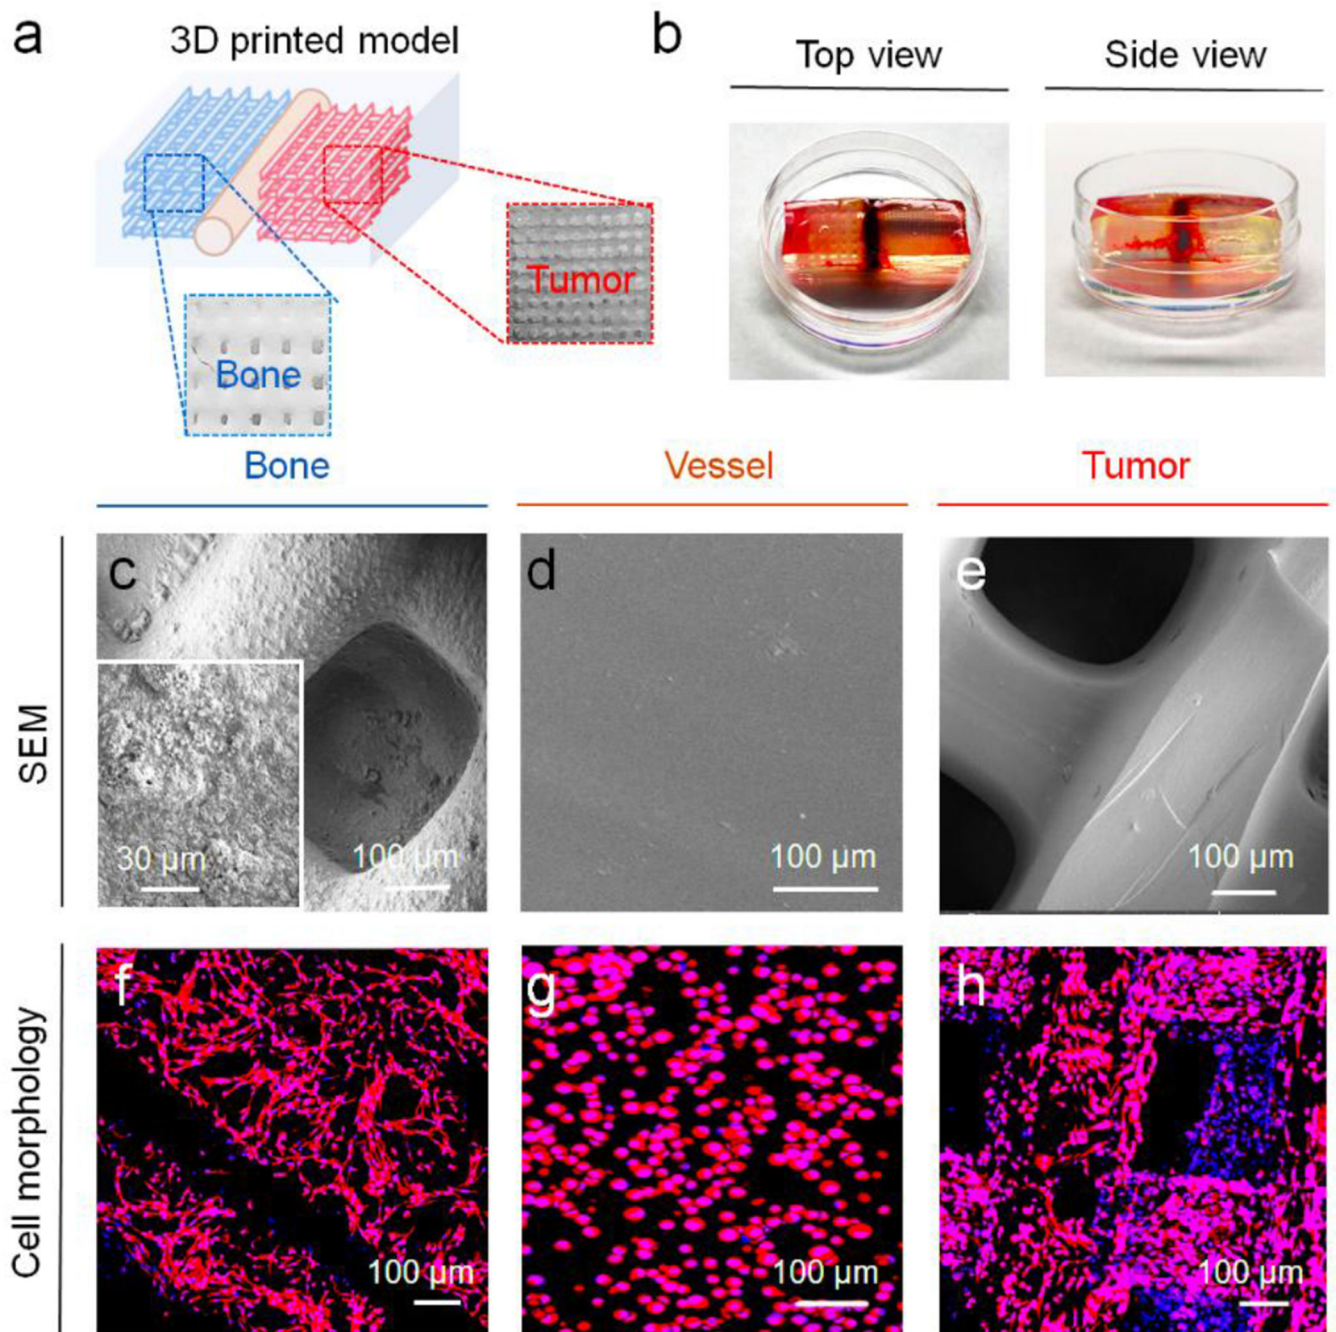 a
3D printed model
Tumor
Bone
b
Top view
Side view
Bone
Vessel
Tumor
SEM
c
30 μm
100 μm
d
100 μm
e
100 μm
Cell morphology
f
100 μm
g
100 μm
h
100 μm